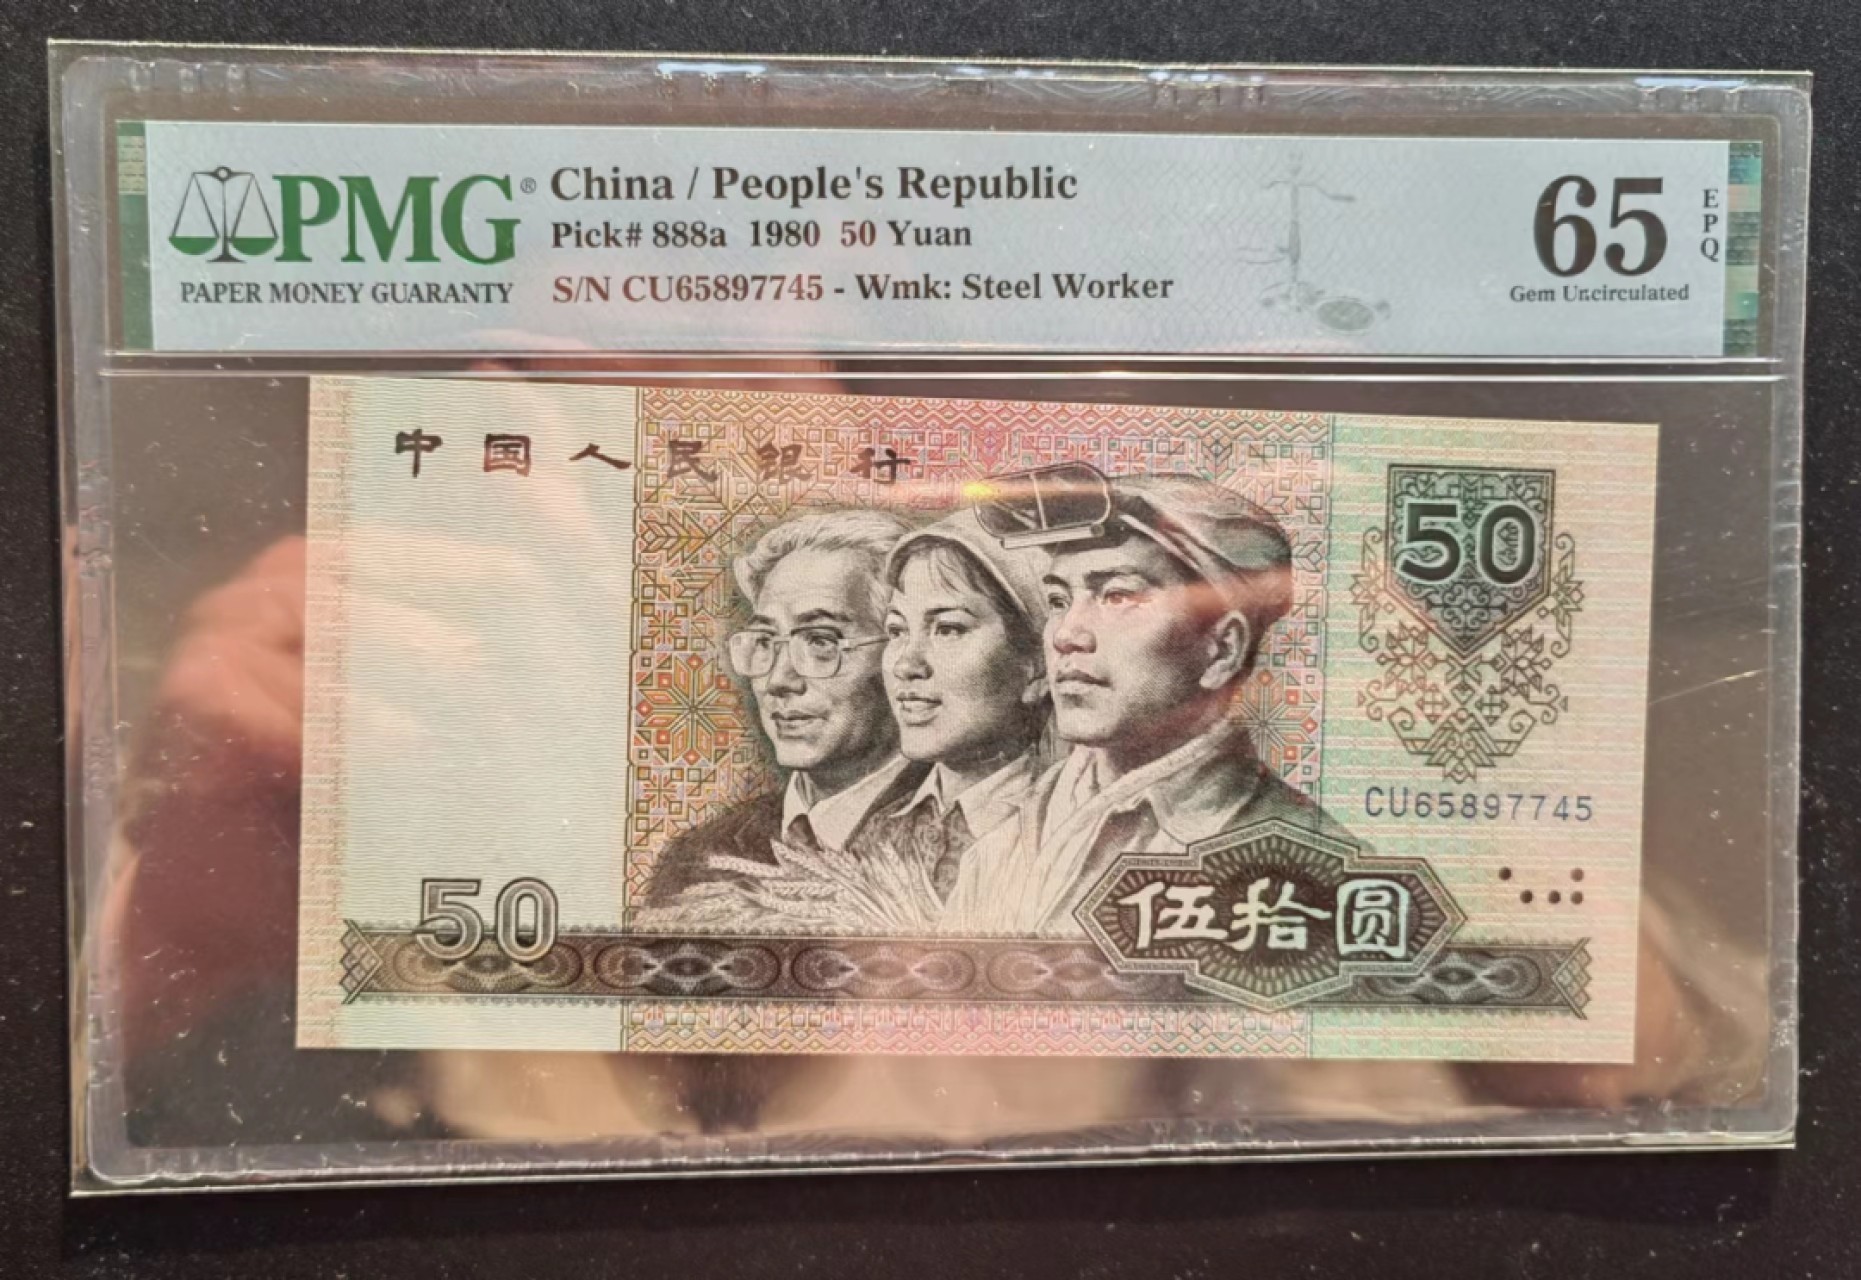 PMG®
PAPER MONEY GUARANTY
China / People's Republic
Pick# 888a 1980 50 Yuan
S/N CU65897745 - Wmk: Steel Worker
65
EPQ
Gem Uncirculated
中国人民银行
50
CU65897745
50
伍拾圆